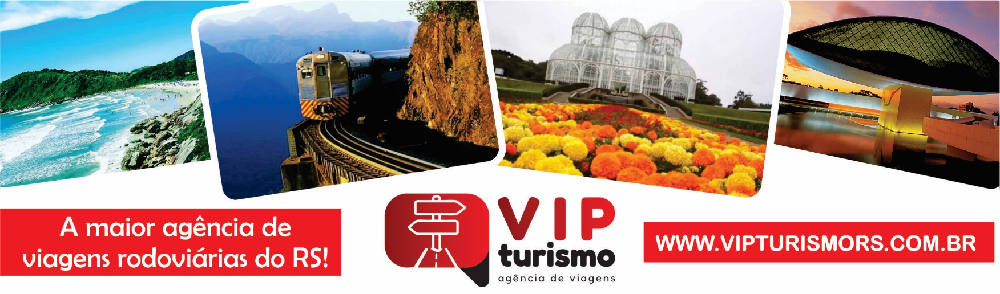 A maior agência de
viagens rodoviárias do RS!
VIP
turismo
agência de viagens
WWW.VIPTURISMORS.COM.BR